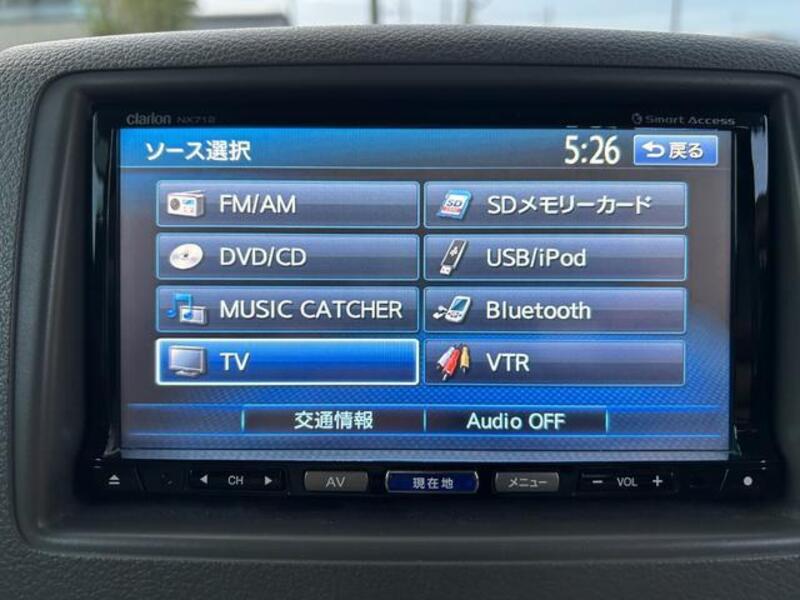 clarion NX712
Smart Access
ソース選択
5:26
戻る
FM/AM
SD
SDメモリーカード
DVD/CD
USB/iPod
MUSIC CATCHER
Bluetooth
TV
VTR
交通情報
Audio OFF
CH
AV
現在地
メニュー
− VOL +